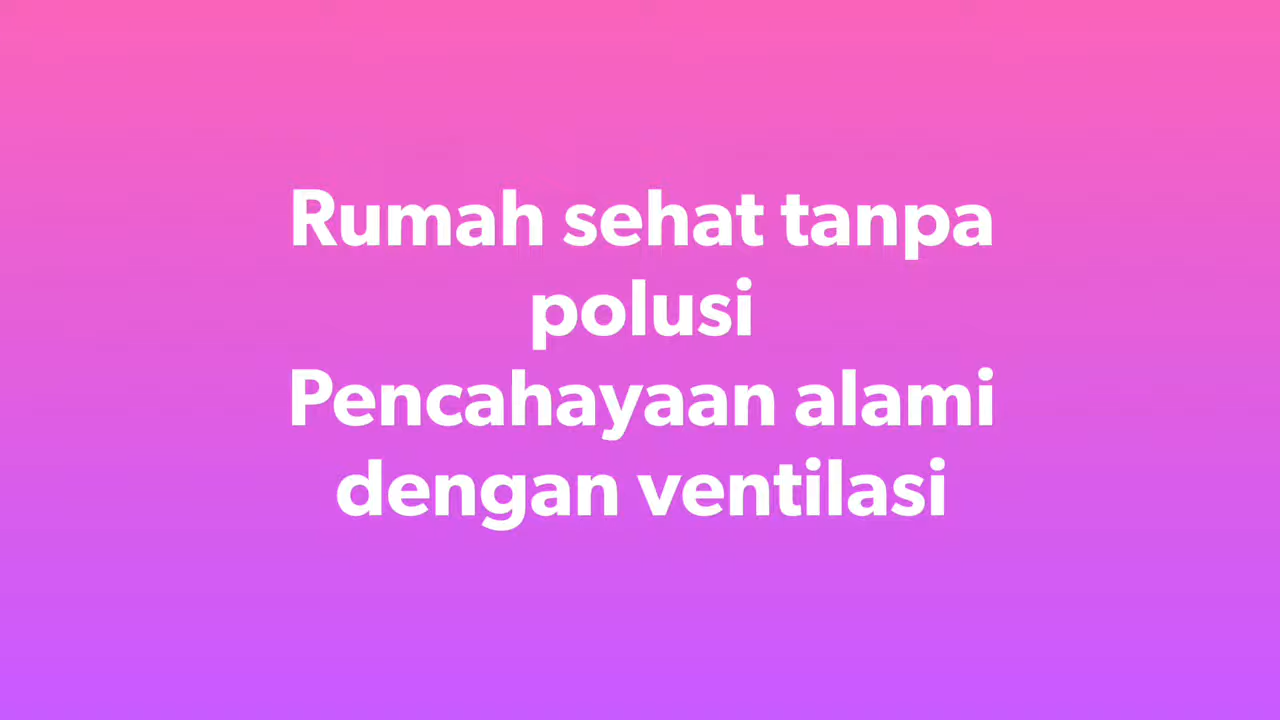 Rumah sehat tanpa
polusi
Pencahayaan alami
dengan ventilasi